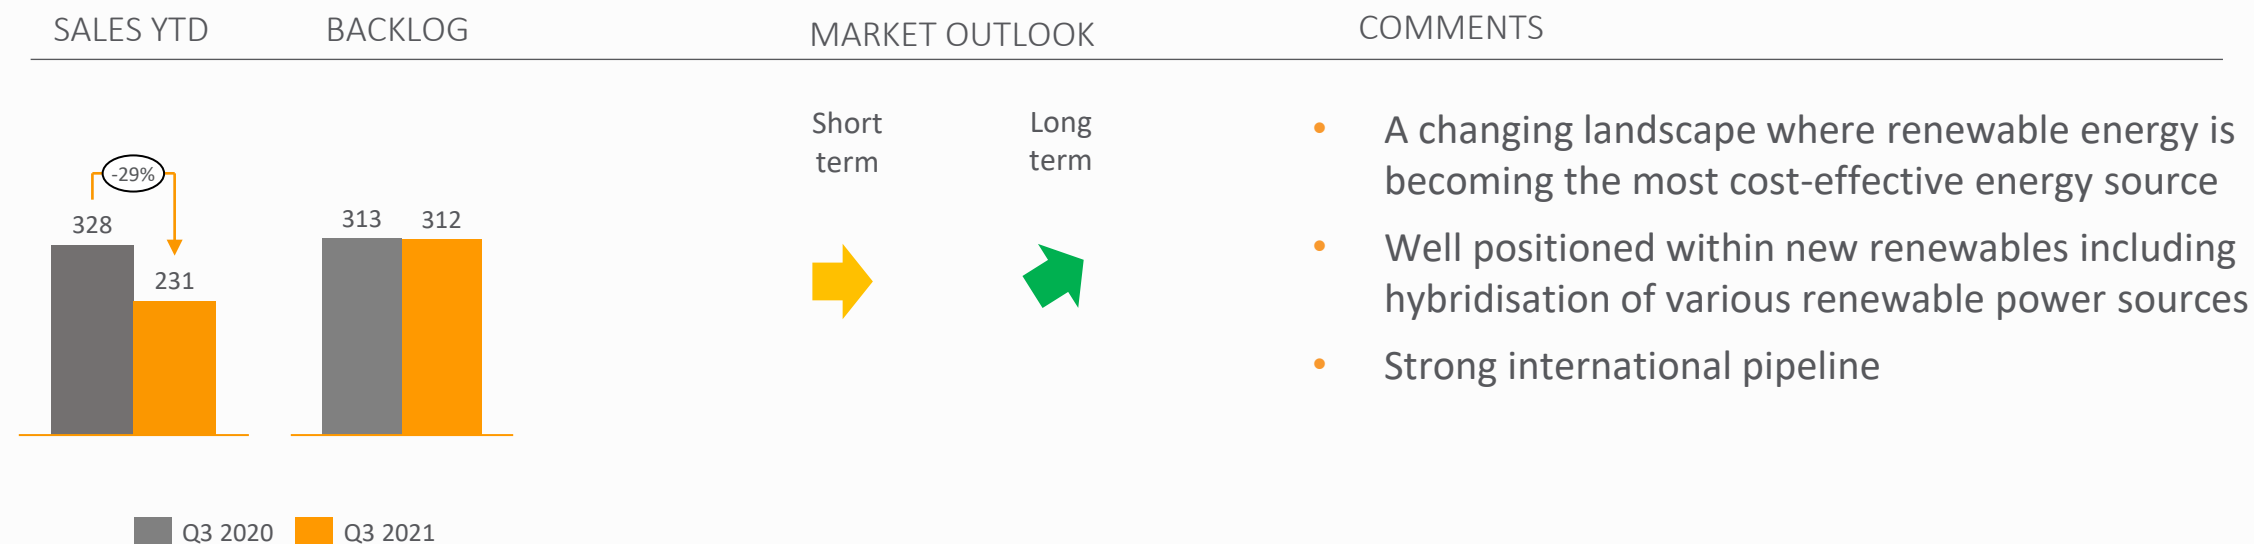 SALES YTD
BACKLOG
MARKET OUTLOOK
COMMENTS
-29%
328
231
313
312
Q3 2020
Q3 2021
Short
term
Long
term
• A changing landscape where renewable energy is
becoming the most cost-effective energy source
• Well positioned within new renewables including
hybridisation of various renewable power sources
• Strong international pipeline